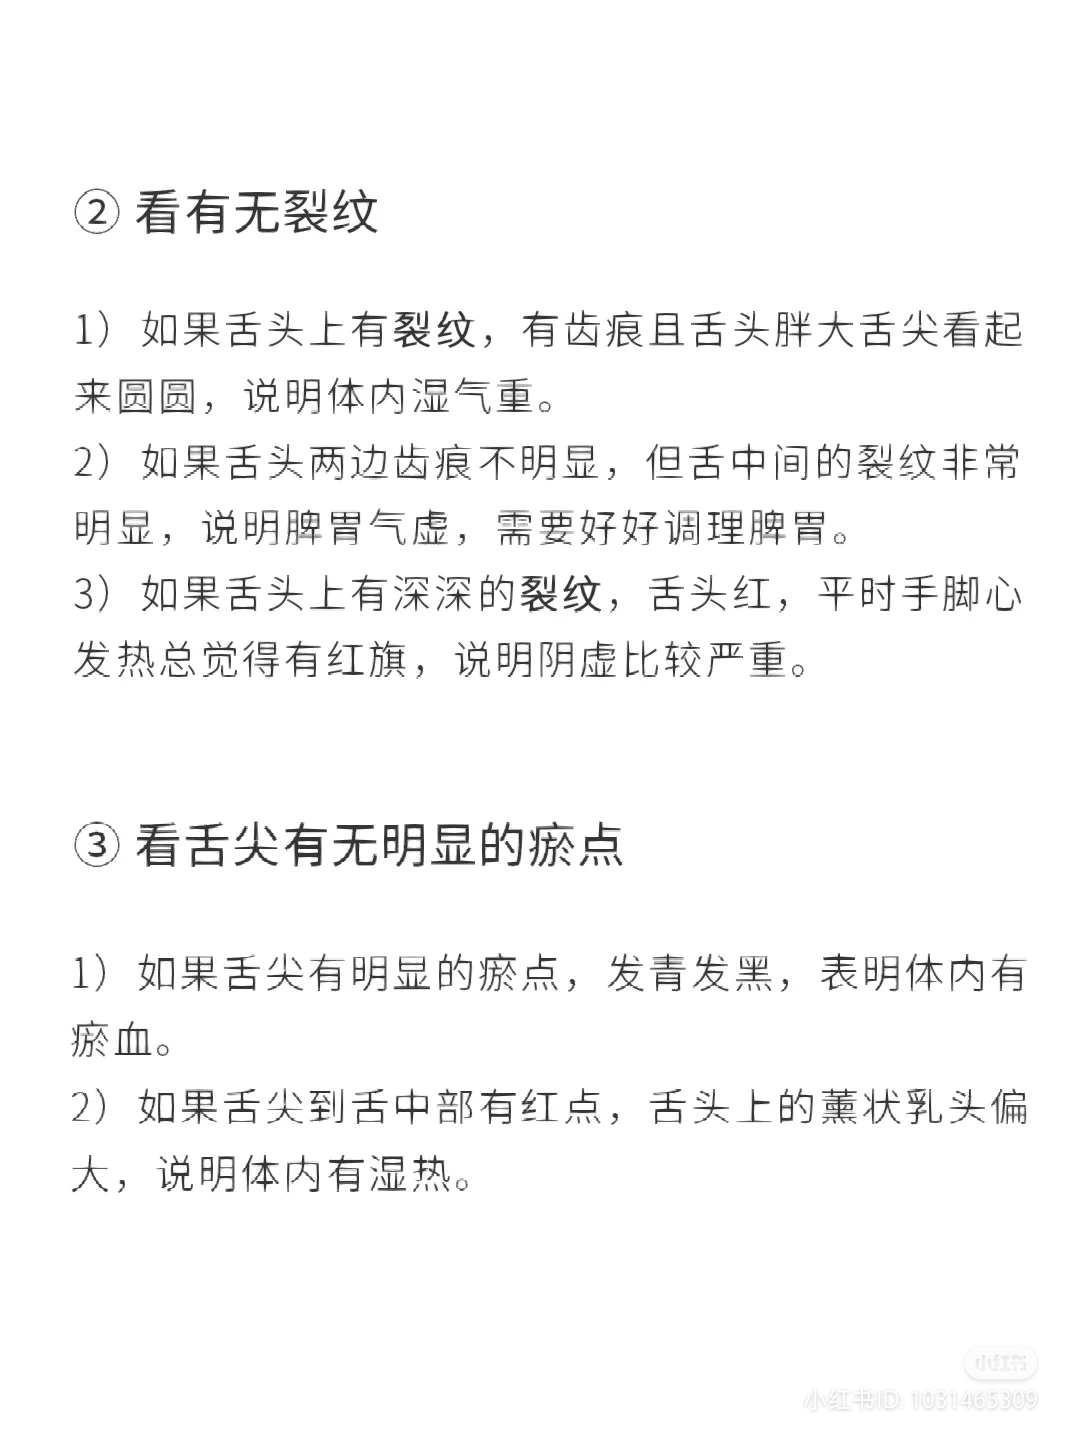 ② 看有无裂纹
1）如果舌头上有裂纹，有齿痕且舌头胖大舌尖看起
来圆圆，说明体内湿气重。
2）如果舌头两边齿痕不明显，但舌中间的裂纹非常
明显，说明脾胃气虚，需要好好调理脾胃。
3）如果舌头上有深深的裂纹，舌头红，平时手脚心
发热总觉得有红旗，说明阴虚比较严重。
③ 看舌尖有无明显的瘀点
1）如果舌尖有明显的瘀点，发青发黑，表明体内有
瘀血。
2）如果舌尖到舌中部有红点，舌头上的薰状乳头偏
大，说明体内有湿热。
小红书
小红书ID: 1031465309